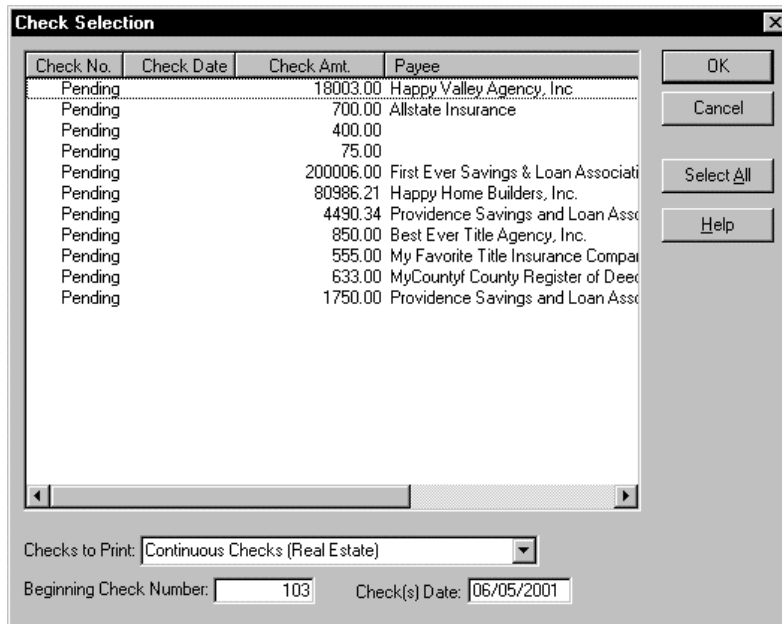 Check Selection
Check No. Check Date Check Amt. Payee
Pending 18003.00 Happy Valley Agency, Inc
Pending 700.00 Allstate Insurance
Pending 400.00
Pending 75.00
Pending 200006.00 First Ever Savings & Loan Associati
Pending 80986.21 Happy Home Builders, Inc.
Pending 4490.34 Providence Savings and Loan Asso
Pending 850.00 Best Ever Title Agency, Inc.
Pending 555.00 My Favorite Title Insurance Compar
Pending 633.00 MyCountyf County Register of Deed
Pending 1750.00 Providence Savings and Loan Asso
OK
Cancel
Select All
Help
Checks to Print: Continuous Checks (Real Estate)
Beginning Check Number: 103 Check(s) Date: 06/05/2001